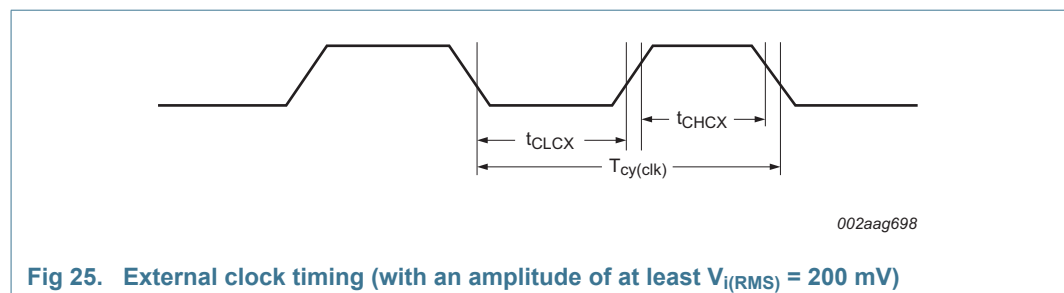 tCLCX
tCHCX
Tcy(clk)
002aag698
Fig 25. External clock timing (with an amplitude of at least Vi(RMS) = 200 mV)